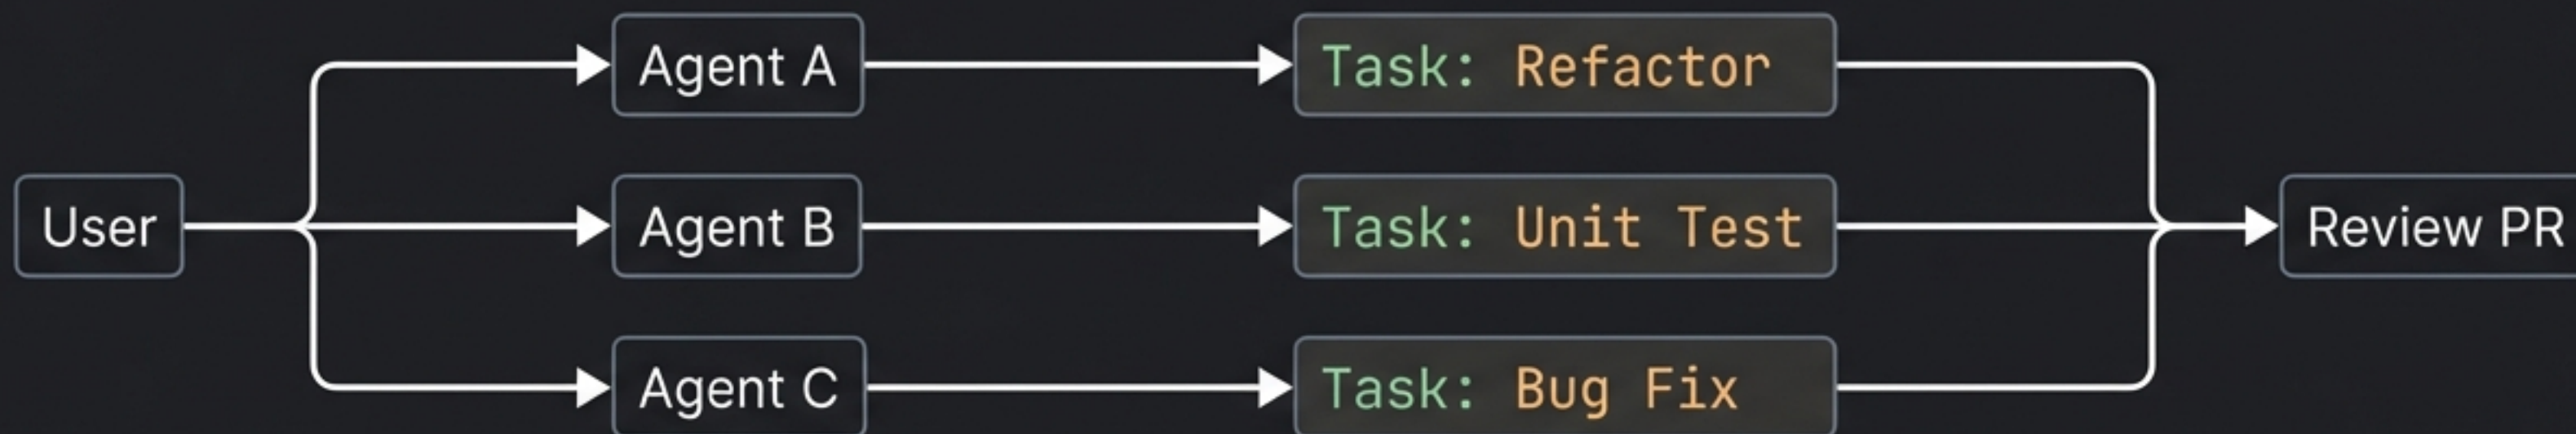 Agent A
Task: Refactor
User
Agent B
Task: Unit Test
Review PR
Agent C
Task: Bug Fix